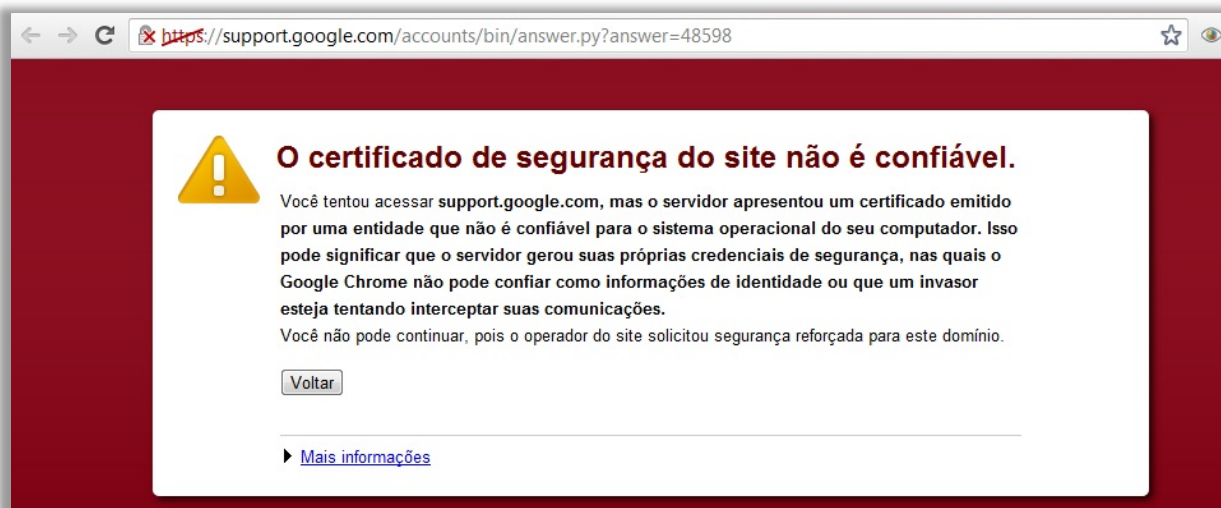 https://support.google.com/accounts/bin/answer.py?answer=48598
O certificado de segurança do site não é confiável.
Você tentou acessar support.google.com, mas o servidor apresentou um certificado emitido
por uma entidade que não é confiável para o sistema operacional do seu computador. Isso
pode significar que o servidor gerou suas próprias credenciais de segurança, nas quais o
Google Chrome não pode confiar como informações de identidade ou que um invasor
esteja tentando interceptar suas comunicações.
Você não pode continuar, pois o operador do site solicitou segurança reforçada para este domínio.
Voltar
Mais informações